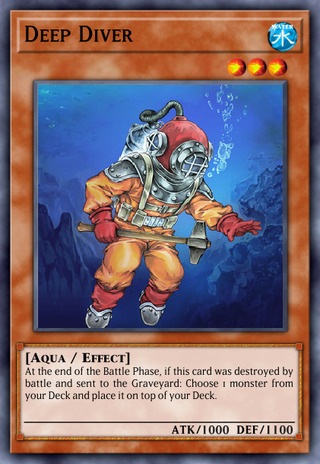 Deep Diver
WATER
水
[Aqua / Effect]
At the end of the Battle Phase, if this card was destroyed by
battle and sent to the Graveyard: Choose 1 monster from
your Deck and place it on top of your Deck.
ATK/1000 DEF/1100